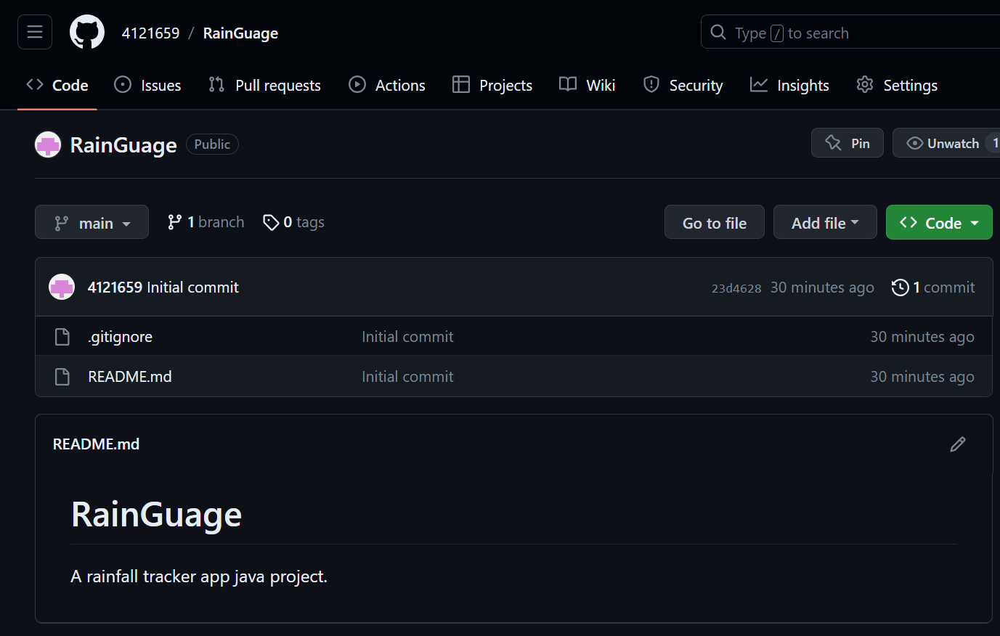 4121659 / RainGuage
Type / to search
Code Issues Pull requests Actions Projects Wiki Security Insights Settings
RainGuage Public
Pin Unwatch 1
main 1 branch 0 tags Go to file Add file Code
4121659 Initial commit 23d4628 30 minutes ago 1 commit
.gitignore Initial commit 30 minutes ago
README.md Initial commit 30 minutes ago
README.md
RainGuage
A rainfall tracker app java project.